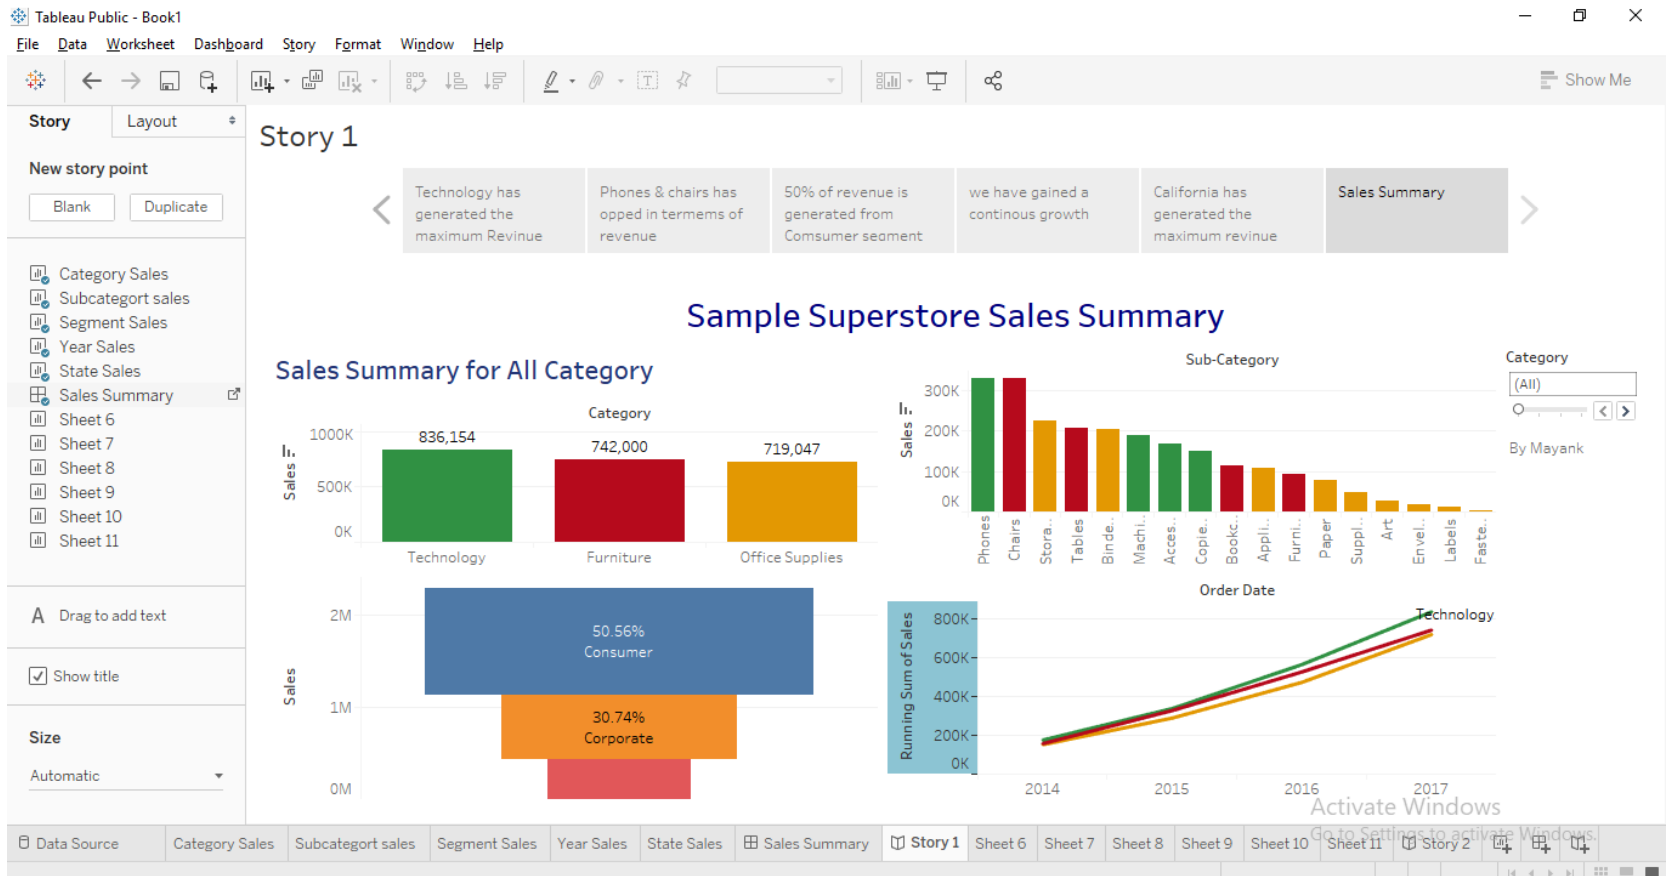 Tableau Public - Book1
File Data Worksheet Dashboard Story Format Window Help
Show Me
Story Layout
New story point
Blank Duplicate
Category Sales
Subcategort sales
Segment Sales
Year Sales
State Sales
Sales Summary
Sheet 6
Sheet 7
Sheet 8
Sheet 9
Sheet 10
Sheet 11
A Drag to add text
Show title
Size
Automatic
Story 1
Technology has
generated the
maximum Revinue
Phones & chairs has
opped in termems of
revenue
50% of revenue is
generated from
Comsumer segment
we have gained a
continous growth
California has
generated the
maximum revinue
Sales Summary
Sample Superstore Sales Summary
Sales Summary for All Category
Category
Sales
1000K
500K
0K
836,154
742,000
719,047
Technology
Furniture
Office Supplies
Sub-Category
Sales
300K
200K
100K
0K
Phones
Chairs
Stora..
Tables
Binde..
Machi..
Acces..
Copie..
Bookc..
Appli..
Furni..
Paper
Suppl..
Art
Envel..
Labels
Faste..
Category
(All)
By Mayank
Sales
2M
1M
0M
50.56%
Consumer
30.74%
Corporate
Order Date
Running Sum of Sales
800K
600K
400K
200K
0K
Technology
2014 2015 2016 2017
Activate Windows
Go to Settings to activate Windows.
Data Source Category Sales Subcategort sales Segment Sales Year Sales State Sales Sales Summary Story 1 Sheet 6 Sheet 7 Sheet 8 Sheet 9 Sheet 10 Sheet 11 Story 2